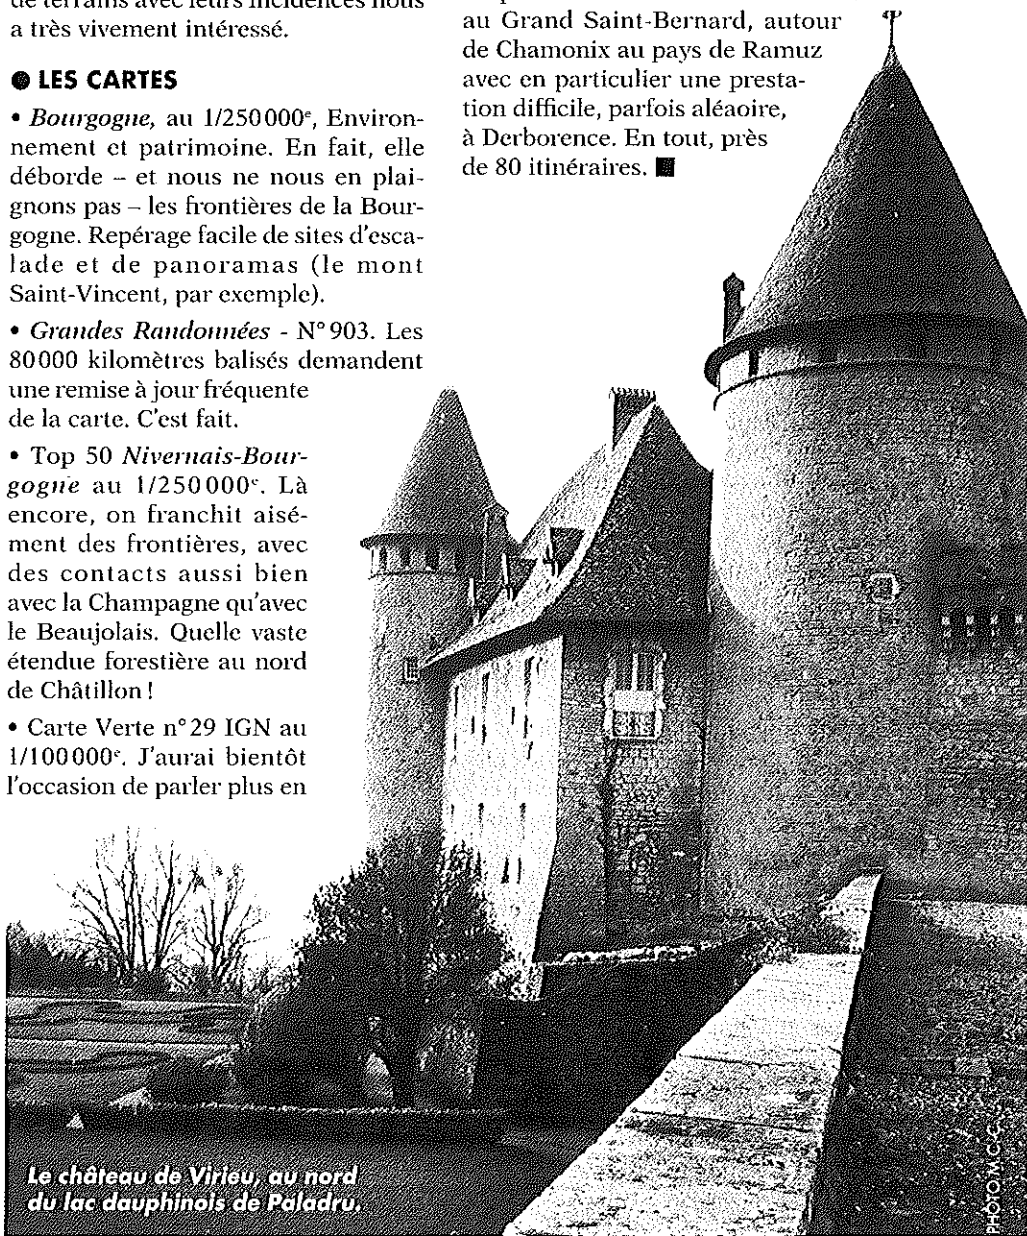 de terrains avec leurs incidences nous
a très vivement intéressé.
● LES CARTES
• Bourgogne, au 1/250000e, Environ-
nement et patrimoine. En fait, elle
déborde – et nous ne nous en plai-
gnons pas – les frontières de la Bour-
gogne. Repérage facile de sites d'esca-
lade et de panoramas (le mont
Saint-Vincent, par exemple).
• Grandes Randonnées - N° 903. Les
80000 kilomètres balisés demandent
une remise à jour fréquente
de la carte. C'est fait.
• Top 50 Nivernais-Bour-
gogne au 1/250000e. Là
encore, on franchit aisé-
ment des frontières, avec
des contacts aussi bien
avec la Champagne qu'avec
le Beaujolais. Quelle vaste
étendue forestière au nord
de Châtillon !
• Carte Verte n° 29 IGN au
1/100000e. J'aurai bientôt
l'occasion de parler plus en
au Grand Saint-Bernard, autour
de Chamonix au pays de Ramuz
avec en particulier une presta-
tion difficile, parfois aléaoire,
à Derborence. En tout, près
de 80 itinéraires. ■
Le château de Virieu, au nord
du lac dauphinois de Paladru.
PHOTO M.C.C.